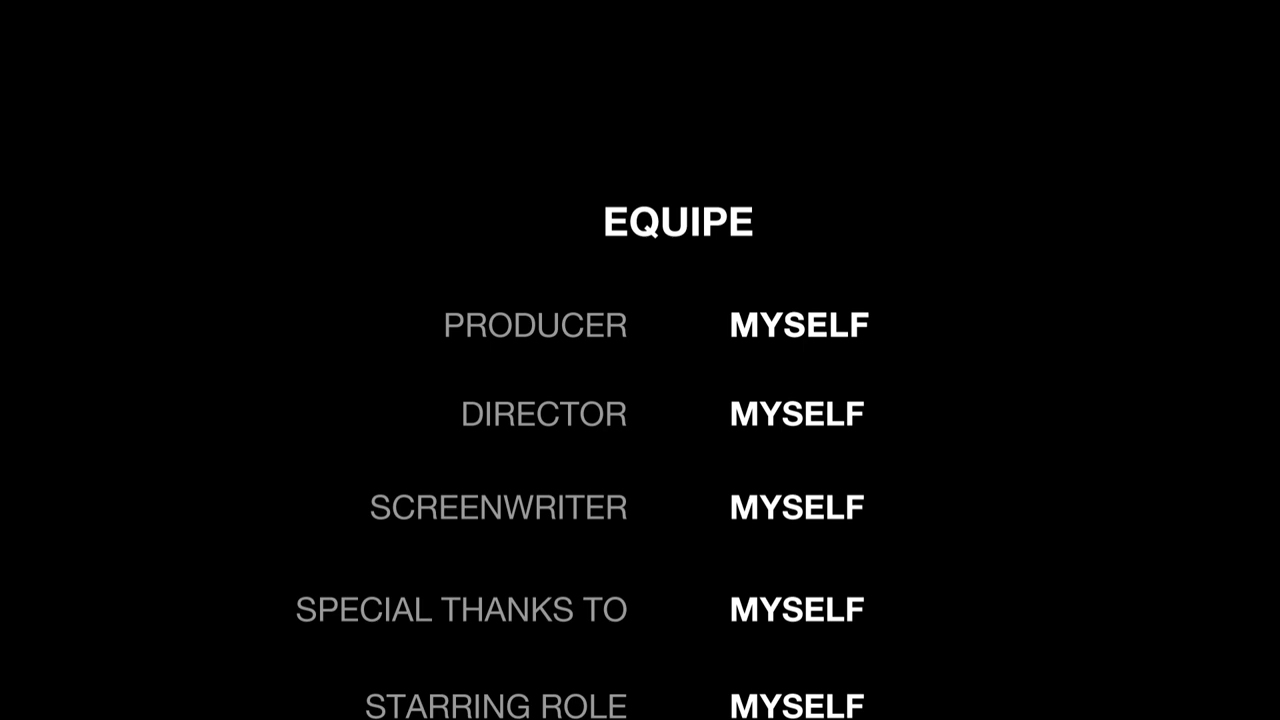 EQUIPE
PRODUCER MYSELF
DIRECTOR MYSELF
SCREENWRITER MYSELF
SPECIAL THANKS TO MYSELF
STARRING ROLE MYSELF